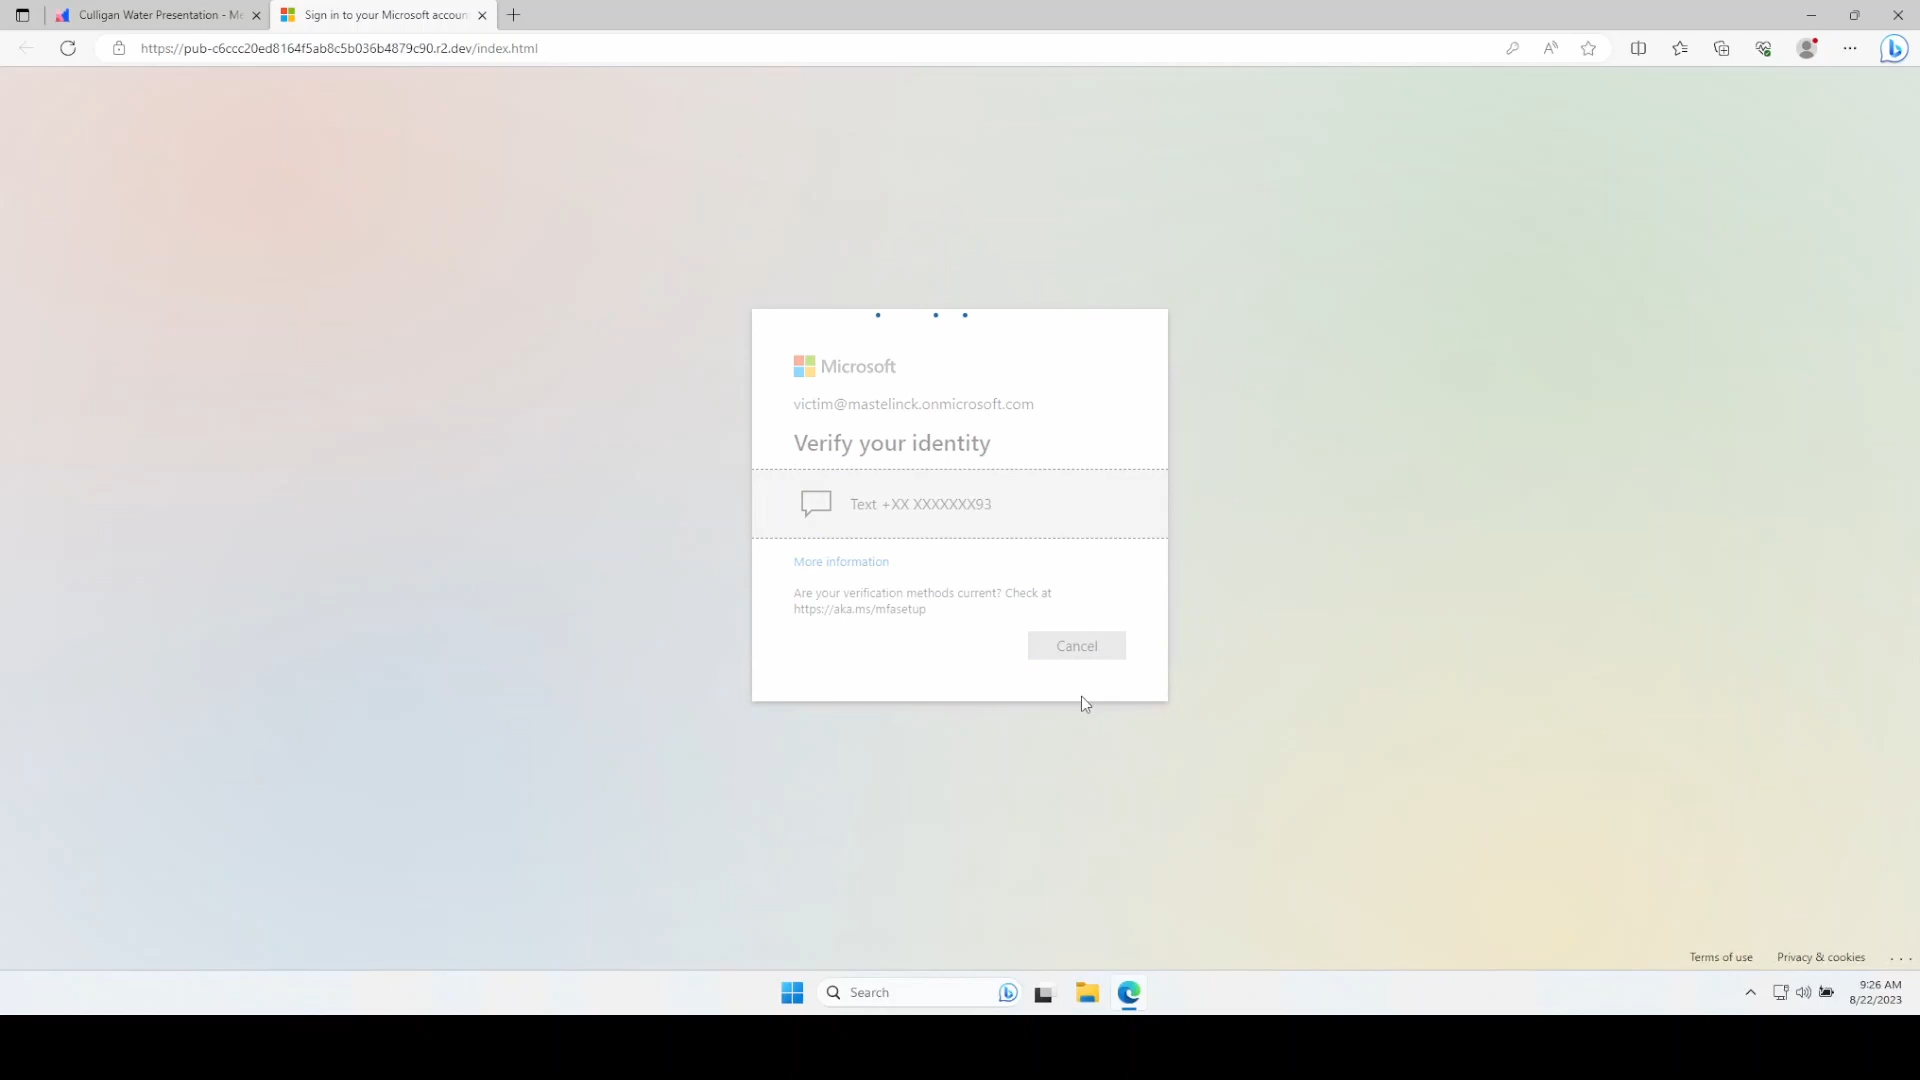 Culligan Water Presentation - Me
Sign in to your Microsoft accoun
https://pub-c6ccc20ed8164f5ab8c5b036b4879c90.r2.dev/index.html
Microsoft
victim@mastelinck.onmicrosoft.com
Verify your identity
Text +XX XXXXXXX93
More information
Are your verification methods current? Check at
https://aka.ms/mfasetup
Cancel
Terms of use
Privacy & cookies
...
Search
9:26 AM
8/22/2023